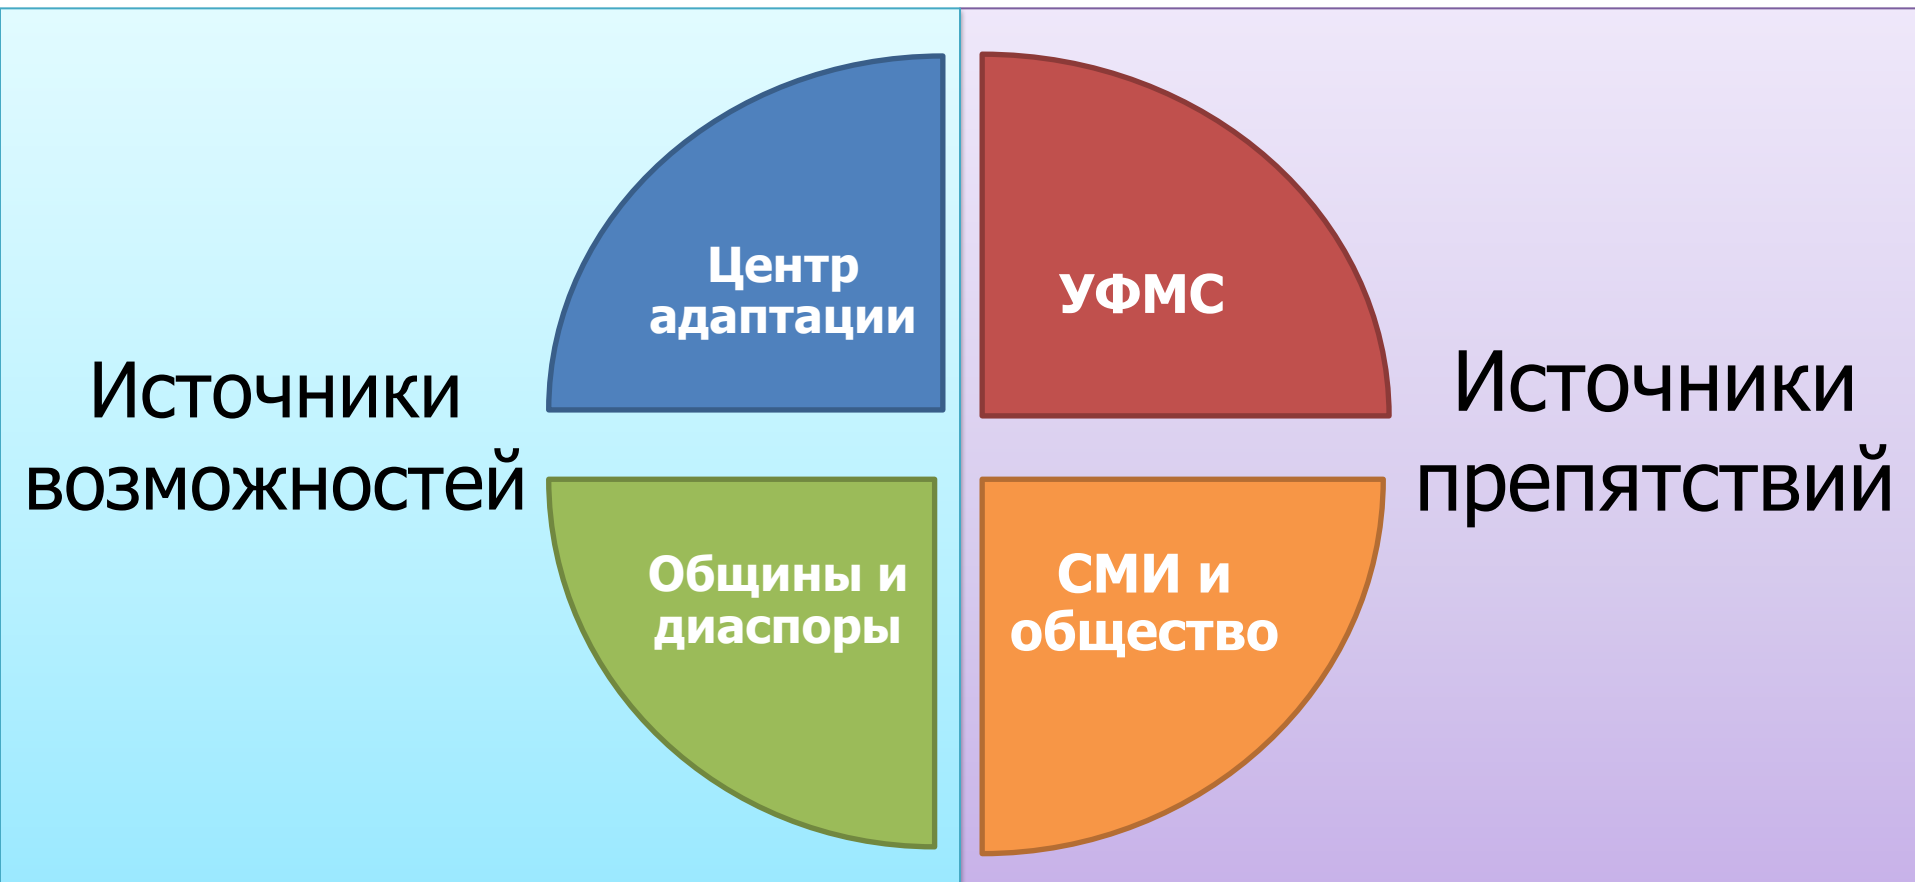 Источники
возможностей
Центр
адаптации
Общины и
диаспоры
УФМС
СМИ и
общество
Источники
препятствий